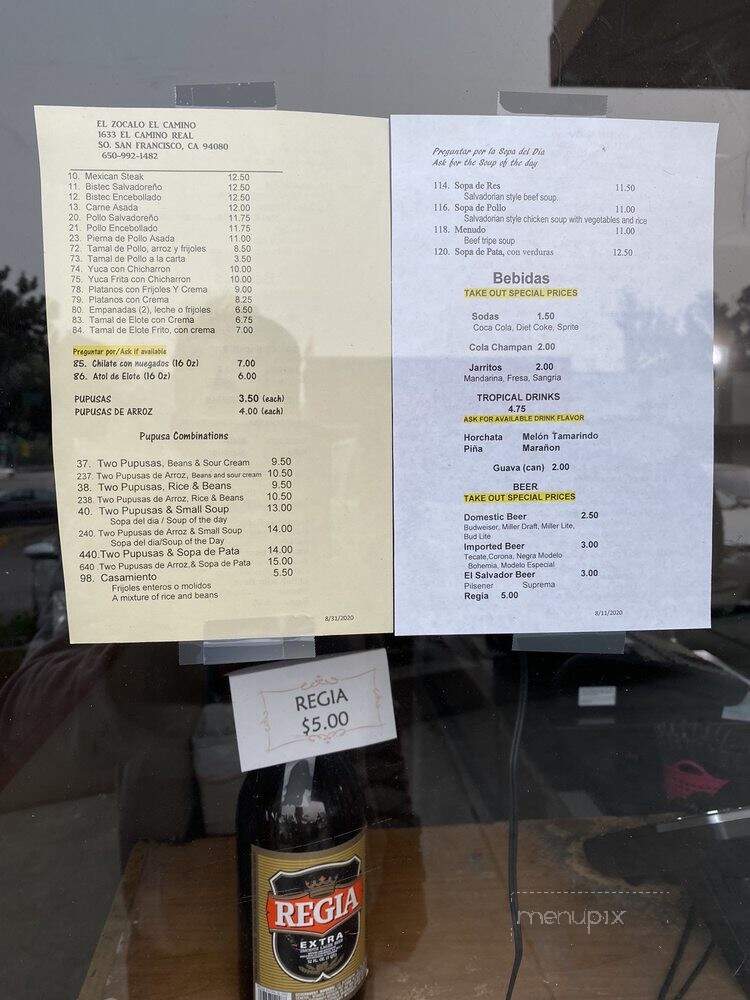 EL ZOCALO EL CAMINO
1633 EL CAMINO REAL
SO. SAN FRANCISCO, CA 94080
650-992-1482
10. Mexican Steak 12.50
11. Bistec Salvadoreño 12.50
12. Bistec Encebollado 12.50
13. Carne Asada 12.00
20. Pollo Salvadoreño 11.75
21. Pollo Encebollado 11.75
23. Pierna de Pollo Asada 11.00
72. Tamal de Pollo, arroz y frijoles 8.50
73. Tamal de Pollo a la carta 3.50
74. Yuca con Chicharron 10.00
75. Yuca Frita con Chicharron 10.00
78. Platanos con Frijoles Y Crema 9.00
79. Platanos con Crema 8.25
80. Empanadas (2), leche o frijoles 6.50
83. Tamal de Elote con Crema 6.75
84. Tamal de Elote Frito, con crema 7.00
Preguntar por/Ask if available
85. Chilate con nuegados (16 Oz) 7.00
86. Atol de Elote (16 Oz) 6.00
PUPUSAS 3.50 (each)
PUPUSAS DE ARROZ 4.00 (each)
Pupusa Combinations
37. Two Pupusas, Beans & Sour Cream 9.50
237. Two Pupusas de Arroz, Beans and sour cream 10.50
38. Two Pupusas, Rice & Beans 9.50
238. Two Pupusas de Arroz, Rice & Beans 10.50
40. Two Pupusas & Small Soup 13.00
Sopa del dia / Soup of the day
240. Two Pupusas de Arroz & Small Soup 14.00
Sopa del dia/Soup of the Day
440. Two Pupusas & Sopa de Pata 14.00
640 .Two Pupusas de Arroz,& Sopa de Pata 15.00
98. Casamiento 5.50
Frijoles enteros o molidos
A mixture of rice and beans
8/31/2020
Preguntar por la Sopa del Dia
Ask for the Soup of the day
114. Sopa de Res 11.50
Salvadorian style beef soup
116. Sopa de Pollo 11.00
Salvadorian style chicken soup with vegetables and rice
118. Menudo 11.00
Beef tripe soup
120. Sopa de Pata, con verduras 12.50
Bebidas
TAKE OUT SPECIAL PRICES
Sodas 1.50
Coca Cola, Diet Coke, Sprite
Cola Champan 2.00
Jarritos 2.00
Mandarina, Fresa, Sangria
TROPICAL DRINKS
4.75
ASK FOR AVAILABLE DRINK FLAVOR
Horchata Melón Tamarindo
Piña Marañon
Guava (can) 2.00
BEER
TAKE OUT SPECIAL PRICES
Domestic Beer 2.50
Budweiser, Miller Draft, Miller Lite,
Bud Lite
Imported Beer 3.00
Tecate,Corona, Negra Modelo
Bohemia, Modelo Especial
El Salvador Beer 3.00
Pilsener Suprema
Regia 5.00
8/11/2020
REGIA
$5.00
REGIA
EXTRA
menupix